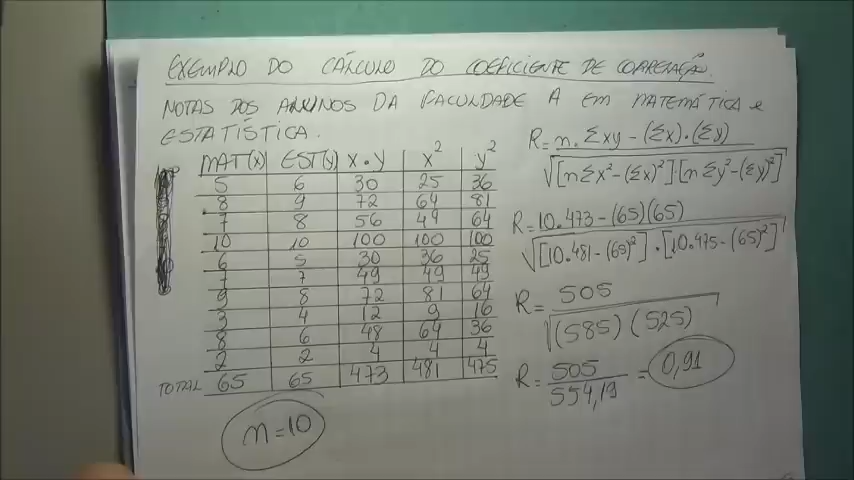 EXEMPLO DO CÁLCULO DO COEFICIENTE DE CORRELAÇÃO.
NOTAS DOS ALUNOS DA FACULDADE A EM MATEMÁTICA e
ESTATÍSTICA.
MAT(x) EST(y) x·y x² y²
5 6 30 25 36
8 9 72 64 81
7 8 56 49 64
10 10 100 100 100
6 5 30 36 25
7 7 49 49 49
9 8 72 81 64
3 4 12 9 16
8 6 48 64 36
2 2 4 4 4
TOTAL 65 65 473 481 475
n=10
R= n.Σxy-(Σx).(Σy)
√[nΣx²-(Σx)²].[nΣy²-(Σy)²]
R= 10.473-(65)(65)
√[10.481-(65)²].[10.475-(65)²]
R= 505
√(585)(525)
R= 505 = 0,91
554,19